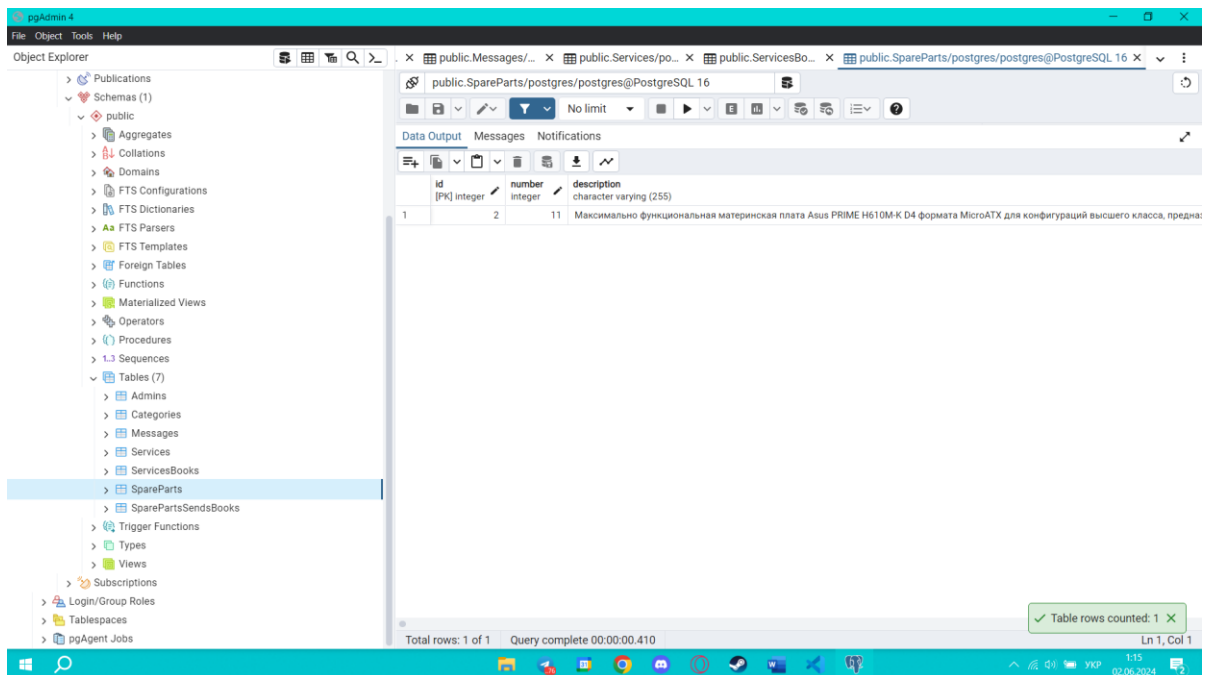 pgAdmin 4
File Object Tools Help
Object Explorer
Publications
Schemas (1)
public
Aggregates
Collations
Domains
FTS Configurations
FTS Dictionaries
Aa FTS Parsers
FTS Templates
Foreign Tables
Functions
Materialized Views
Operators
Procedures
1..3 Sequences
Tables (7)
Admins
Categories
Messages
Services
ServicesBooks
SpareParts
SparePartsSendsBooks
Trigger Functions
Types
Views
Subscriptions
Login/Group Roles
Tablespaces
pgAgent Jobs
public.Messages/... public.Services/po... public.ServicesBo... public.SpareParts/postgres/postgres@PostgreSQL 16
public.SpareParts/postgres/postgres@PostgreSQL 16
No limit
Data Output Messages Notifications
id number description
[PK] integer integer character varying (255)
1 2 11 Максимально функциональная материнская плата Asus PRIME H610M-K D4 формата MicroATX для конфигураций высшего класса, предназ
Table rows counted: 1
Total rows: 1 of 1 Query complete 00:00:00.410 Ln 1, Col 1
УКР 1:15
02.06.2024